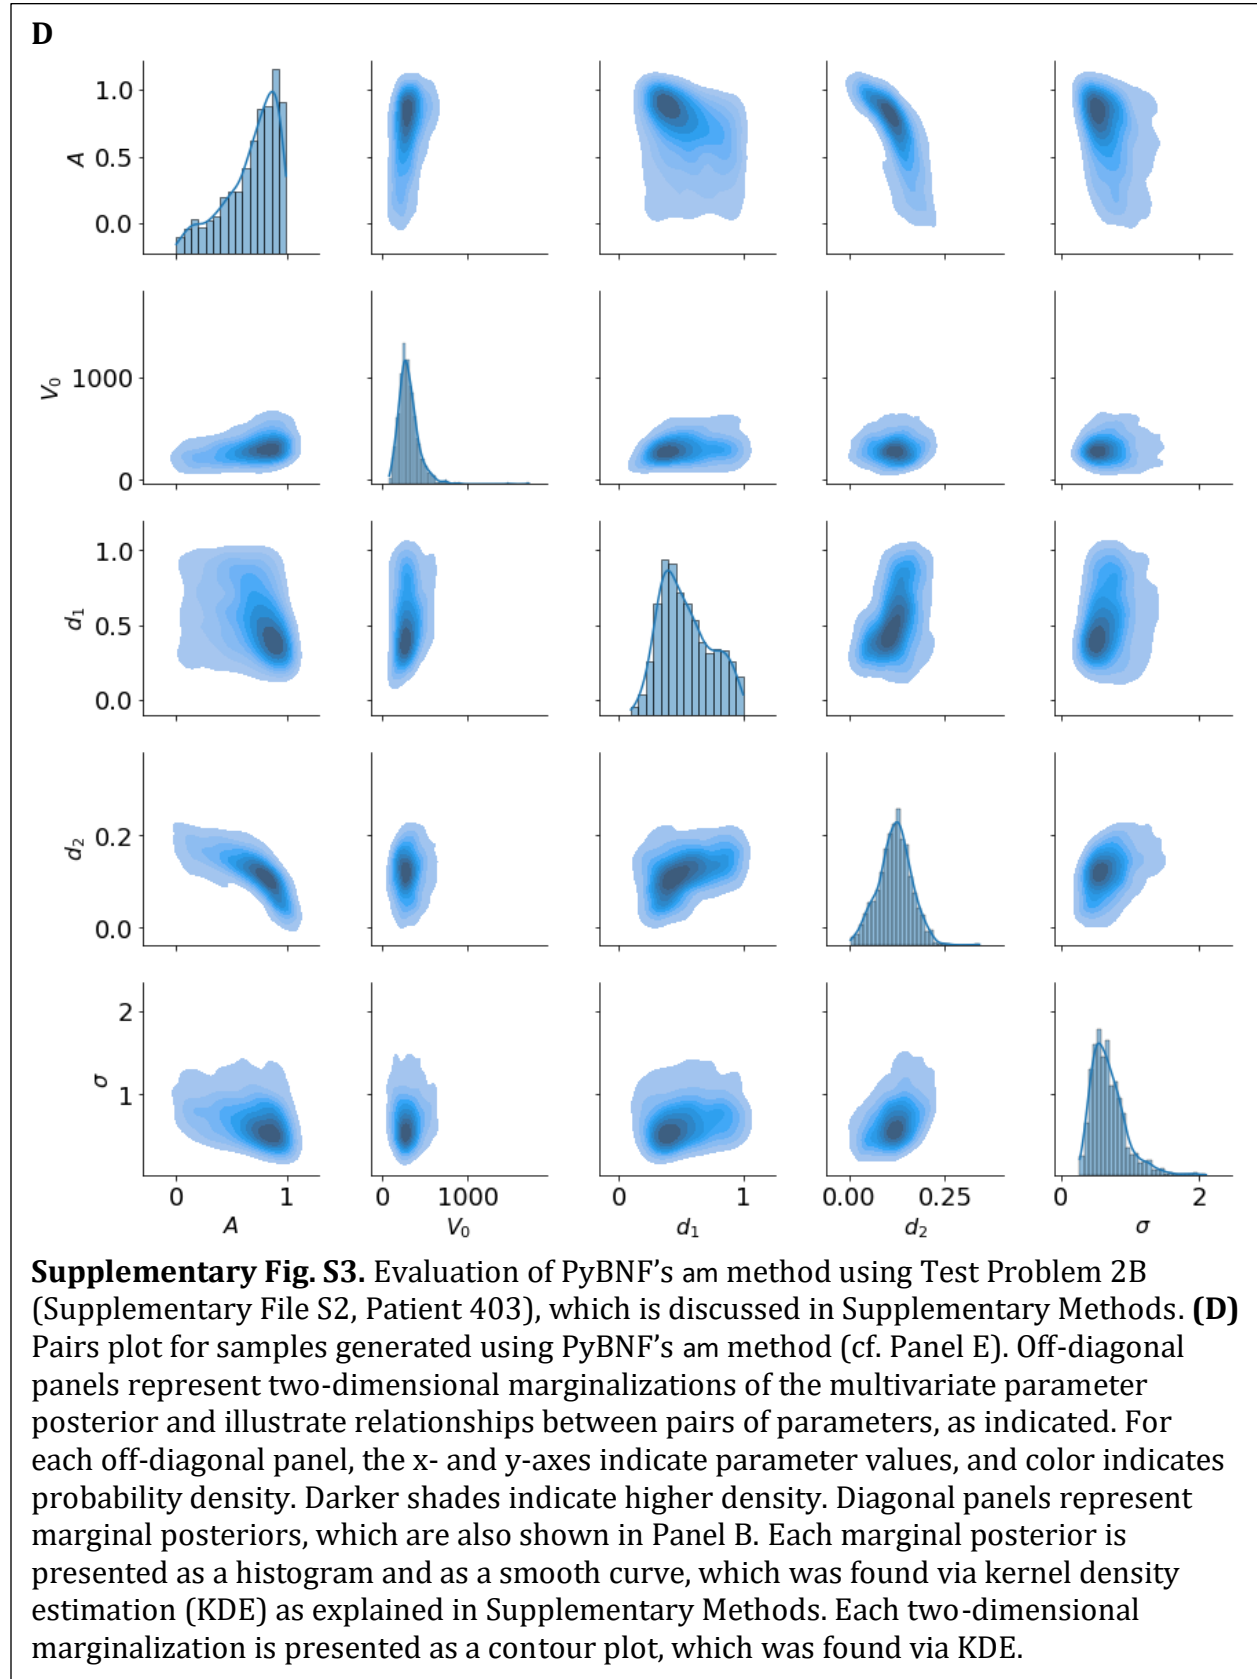 D
A
1.0
0.5
0.0
V0
1000
0
d1
1.0
0.5
0.0
d2
0.2
0.0
σ
2
1
0 1 0 1000 0 1 0.00 0.25 0 2
A V0 d1 d2 σ
Supplementary Fig. S3. Evaluation of PyBNF's am method using Test Problem 2B
(Supplementary File S2, Patient 403), which is discussed in Supplementary Methods. (D)
Pairs plot for samples generated using PyBNF's am method (cf. Panel E). Off-diagonal
panels represent two-dimensional marginalizations of the multivariate parameter
posterior and illustrate relationships between pairs of parameters, as indicated. For
each off-diagonal panel, the x- and y-axes indicate parameter values, and color indicates
probability density. Darker shades indicate higher density. Diagonal panels represent
marginal posteriors, which are also shown in Panel B. Each marginal posterior is
presented as a histogram and as a smooth curve, which was found via kernel density
estimation (KDE) as explained in Supplementary Methods. Each two-dimensional
marginalization is presented as a contour plot, which was found via KDE.